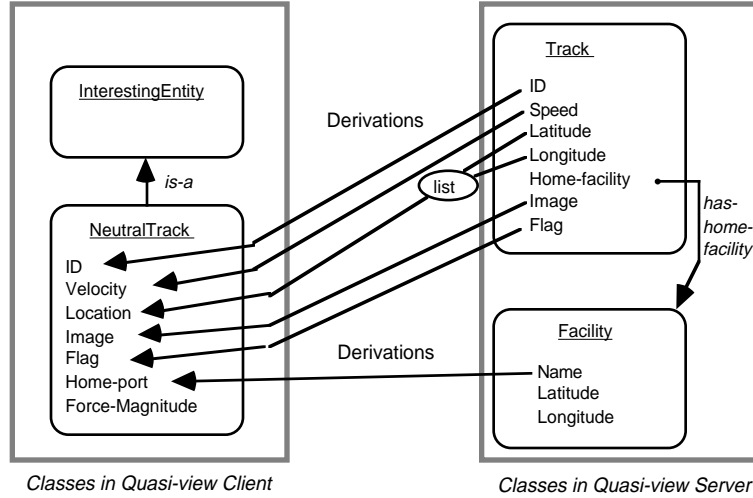 InterestingEntity
is-a
NeutralTrack
ID
Velocity
Location
Image
Flag
Home-port
Force-Magnitude
Classes in Quasi-view Client
Derivations
list
Derivations
Track
ID
Speed
Latitude
Longitude
Home-facility
Image
Flag
has-
home-
facility
Facility
Name
Latitude
Longitude
Classes in Quasi-view Server